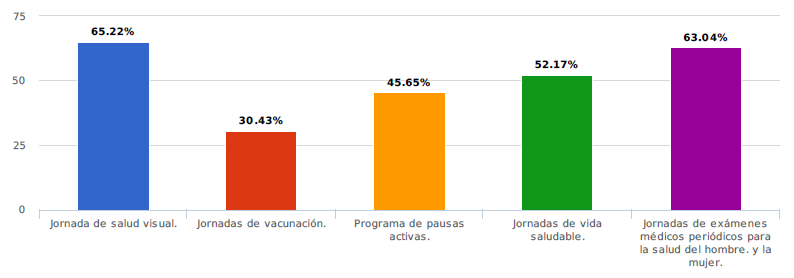 75
65.22%
63.04%
52.17%
50
45.65%
30.43%
25
0
Jornada de salud visual.
Jornadas de vacunación.
Programa de pausas
activas.
Jornadas de vida
saludable.
Jornadas de exámenes
médicos periódicos para
la salud del hombre. y la
mujer.